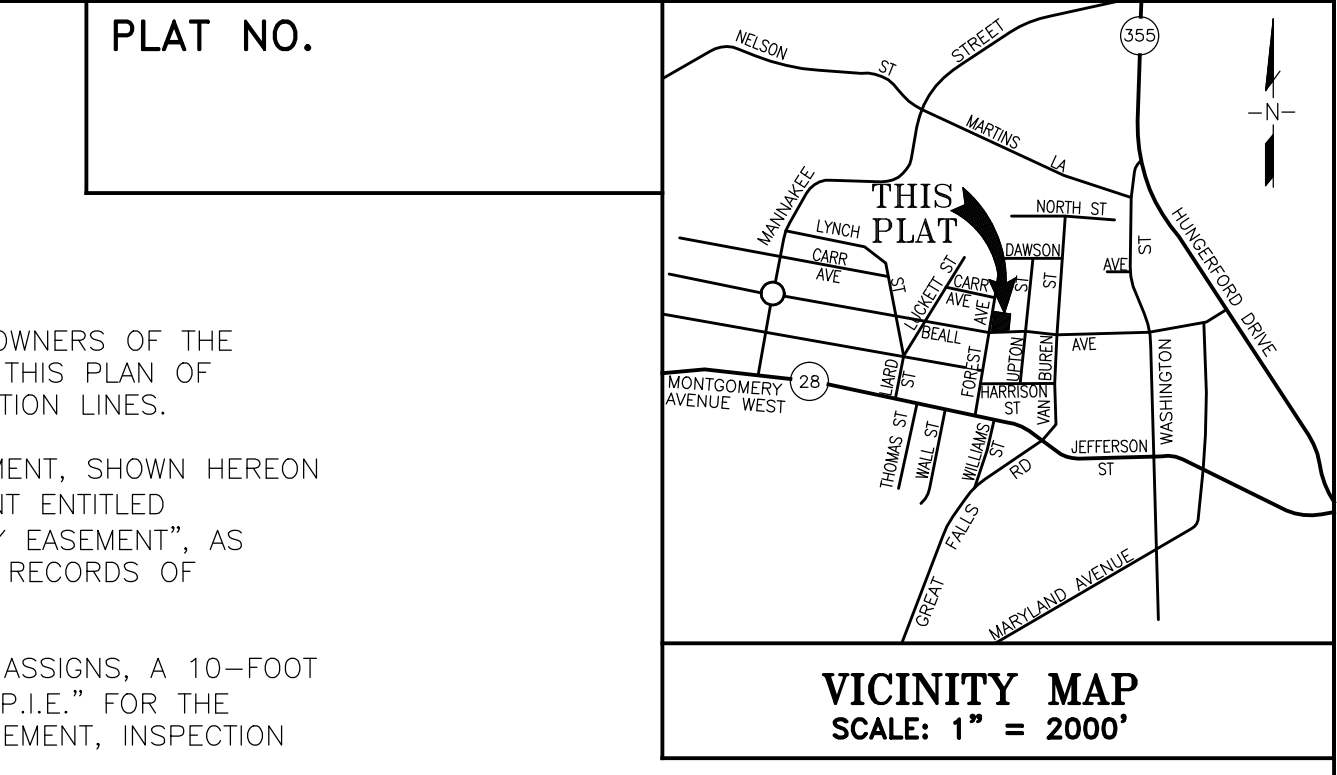 PLAT NO.
OWNERS OF THE
THIS PLAN OF
TION LINES.
MENT, SHOWN HEREON
NT ENTITLED
Y EASEMENT”, AS
RECORDS OF
ASSIGNS, A 10–FOOT
P.I.E.” FOR THE
EMENT, INSPECTION
NELSON
ST
STREET
355
–N–
MARTINS
LA
MANNAKEE
THIS
PLAT
NORTH ST
HUNGERFORD DRIVE
LYNCH
ST
CARR
AVE
DAWSON
ST
ST
ST
AVE
LUCKETT ST
CARR
AVE
AVE
BEALL
AVE
FOREST
UPTON
VAN BUREN
WASHINGTON
LIARD
ST
28
MONTGOMERY
AVENUE WEST
HARRISON
ST
THOMAS ST
WALL ST
WILLIAMS
ST
RD
JEFFERSON
ST
FALLS
GREAT
MARYLAND AVENUE
VICINITY MAP
SCALE: 1” = 2000’